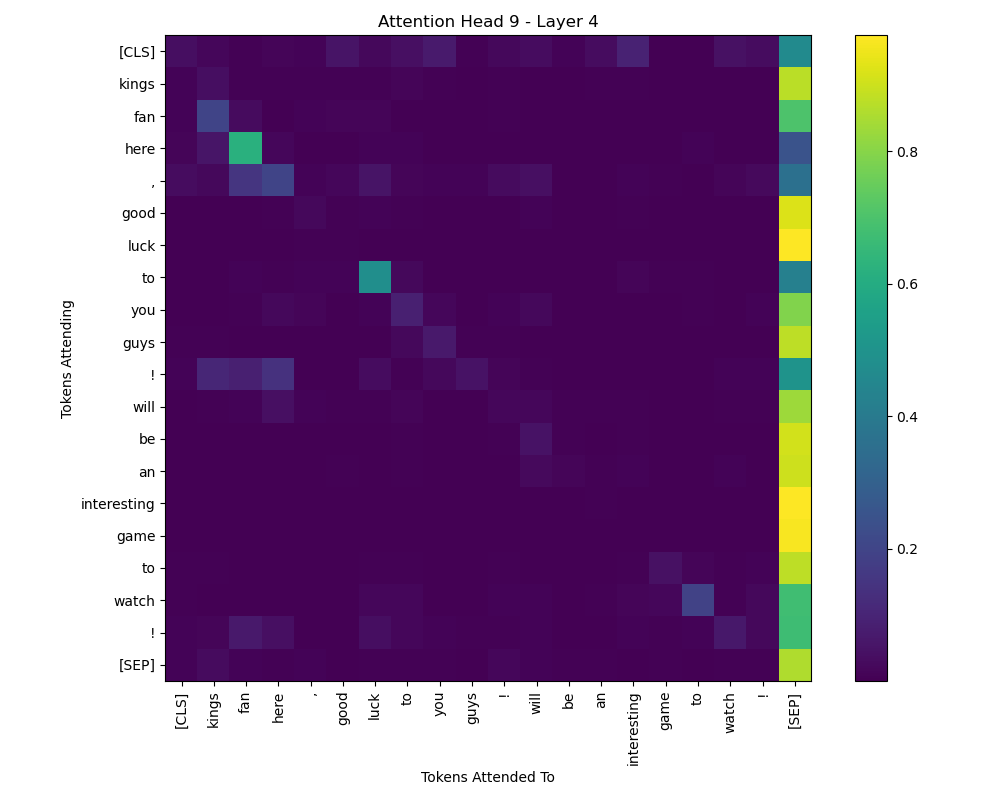 Attention Head 9 - Layer 4
Tokens Attending
[CLS]
kings
fan
here
,
good
luck
to
you
guys
!
will
be
an
interesting
game
to
watch
!
[SEP]
[CLS]
kings
fan
here
,
good
luck
to
you
guys
!
will
be
an
interesting
game
to
watch
!
[SEP]
Tokens Attended To
0.8
0.6
0.4
0.2